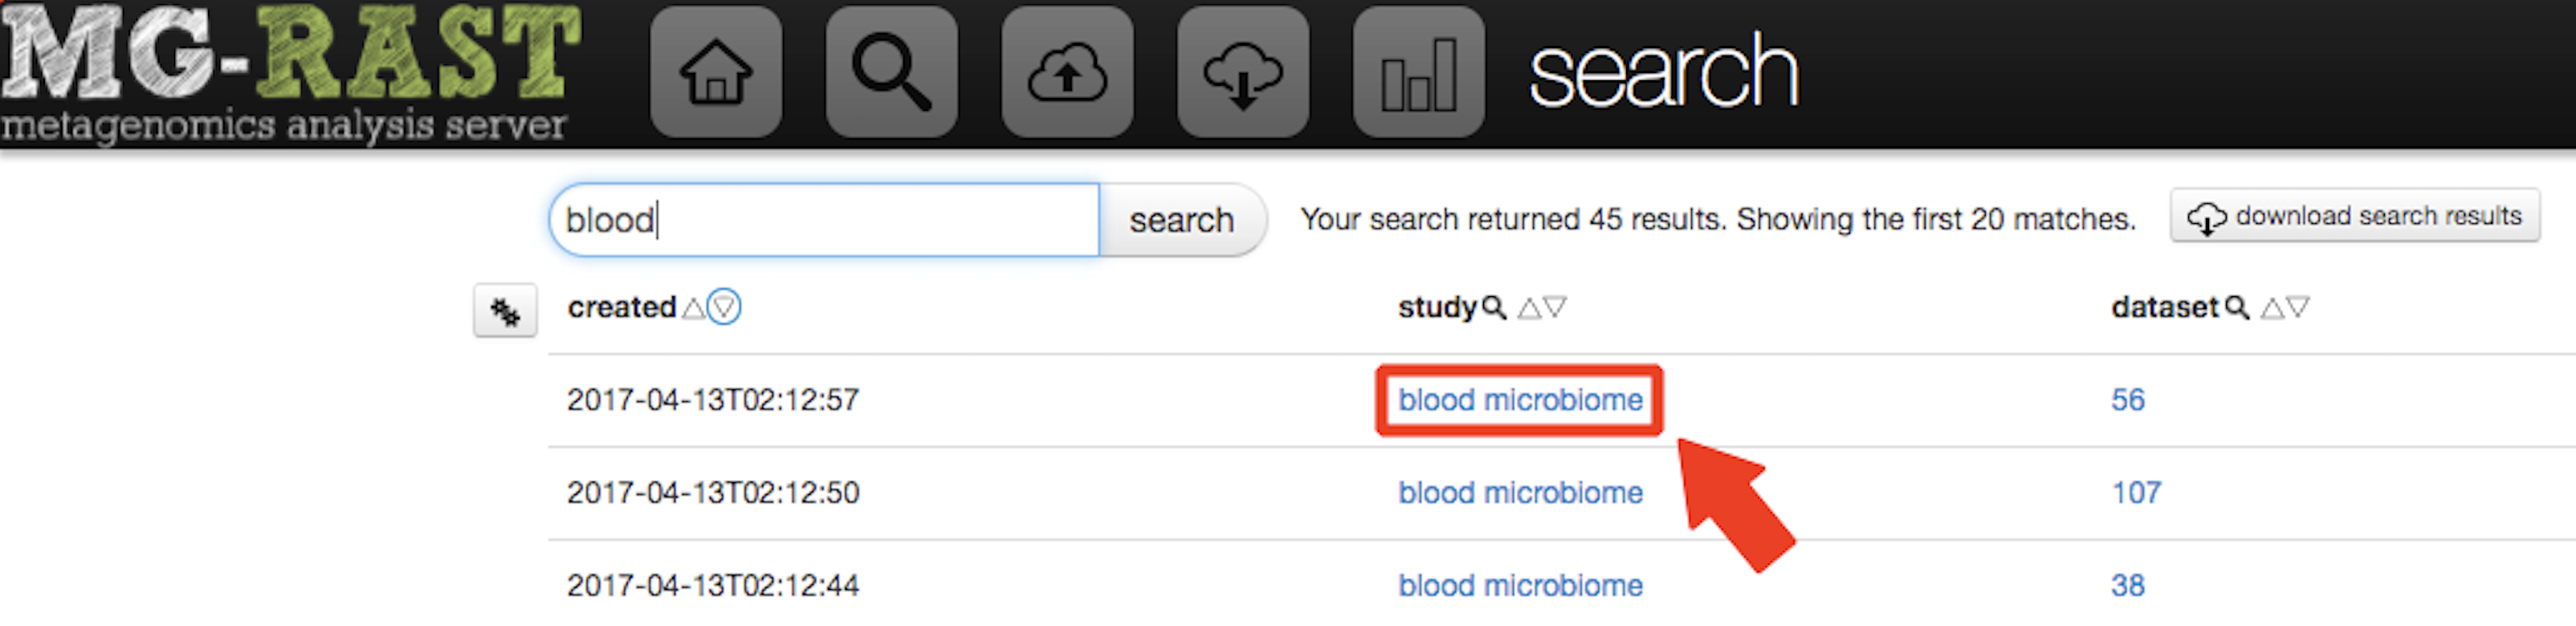 MG-RAST
metagenomics analysis server
search
blood
search
Your search returned 45 results. Showing the first 20 matches.
download search results
created study dataset
2017-04-13T02:12:57 blood microbiome 56
2017-04-13T02:12:50 blood microbiome 107
2017-04-13T02:12:44 blood microbiome 38